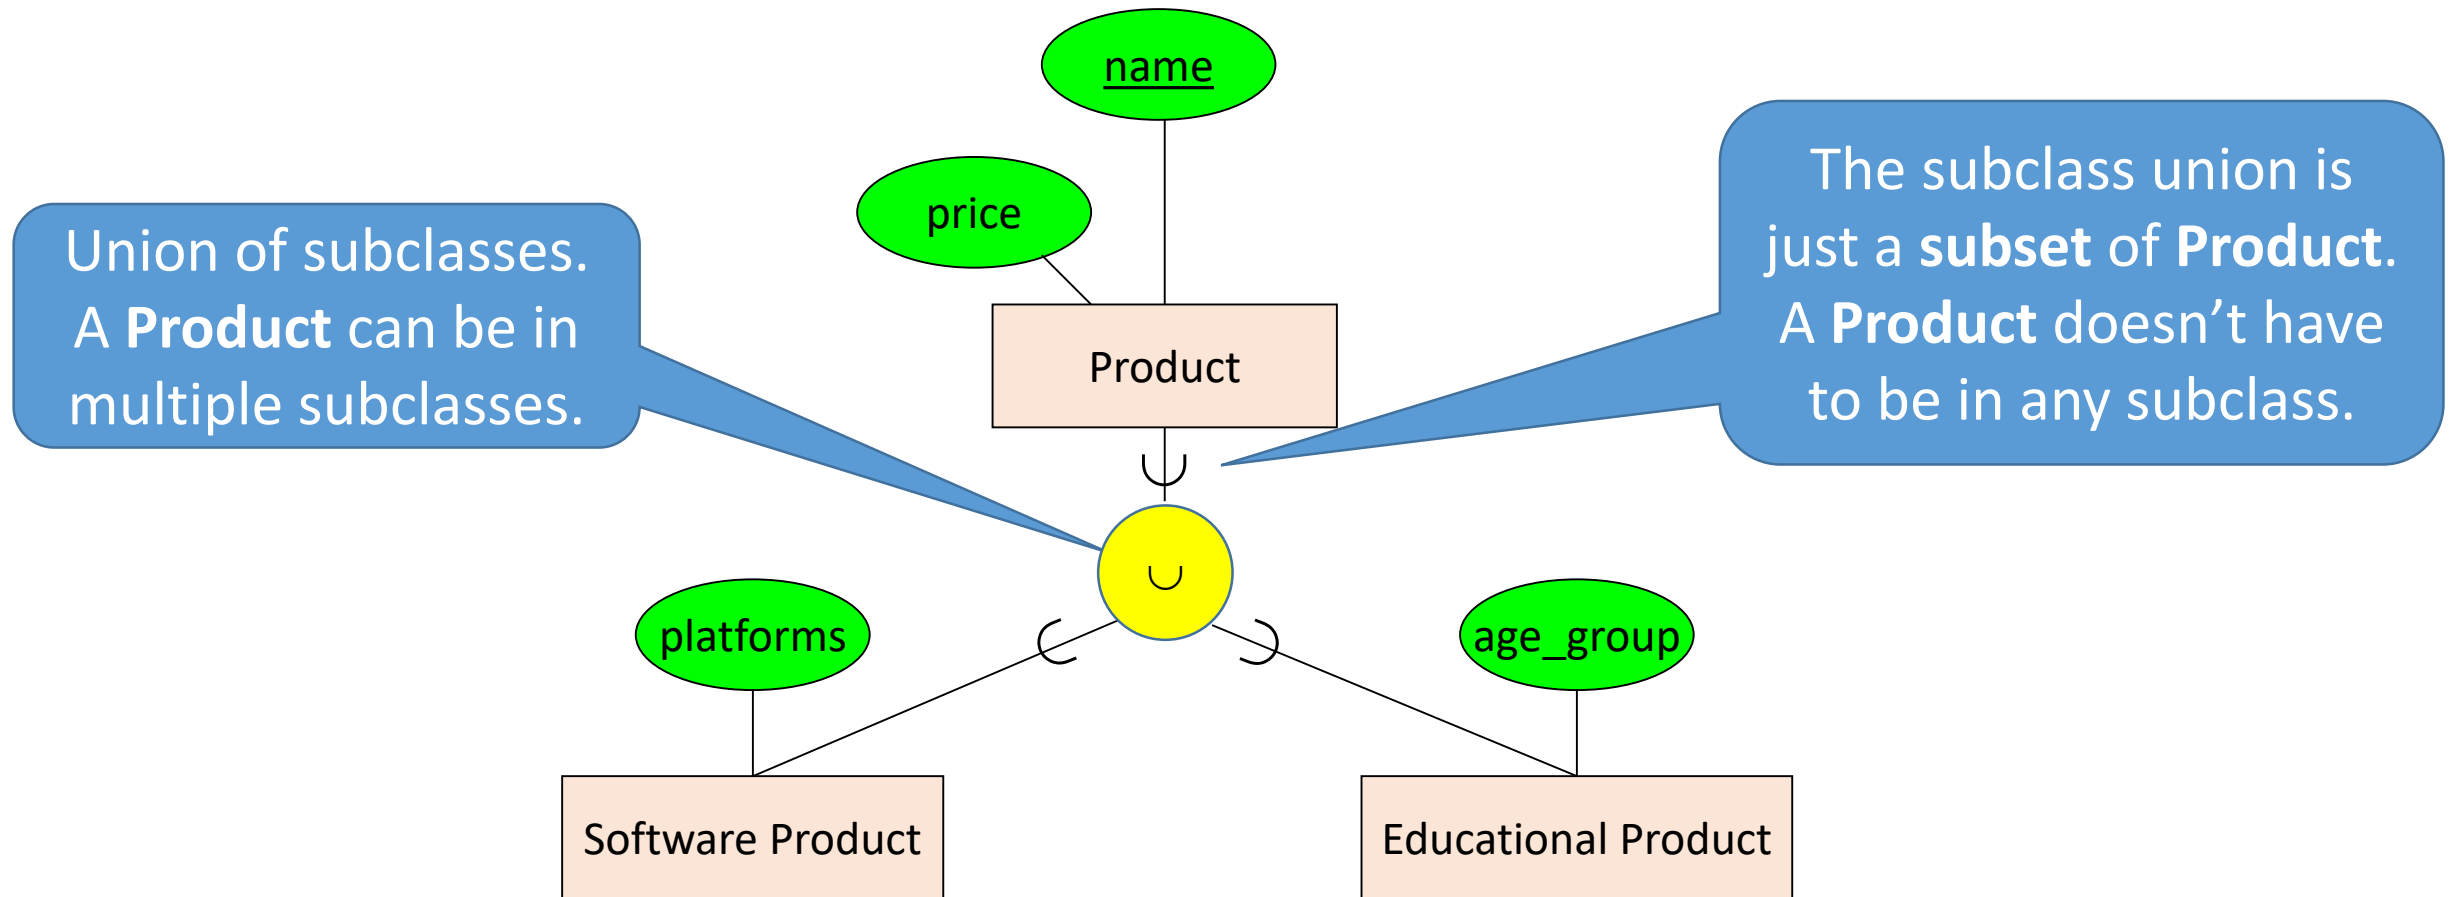 name
price
The subclass union is
just a subset of Product.
A Product doesn’t have
to be in any subclass.
Union of subclasses.
A Product can be in
multiple subclasses.
Product
∪
platforms
age_group
Software Product
Educational Product